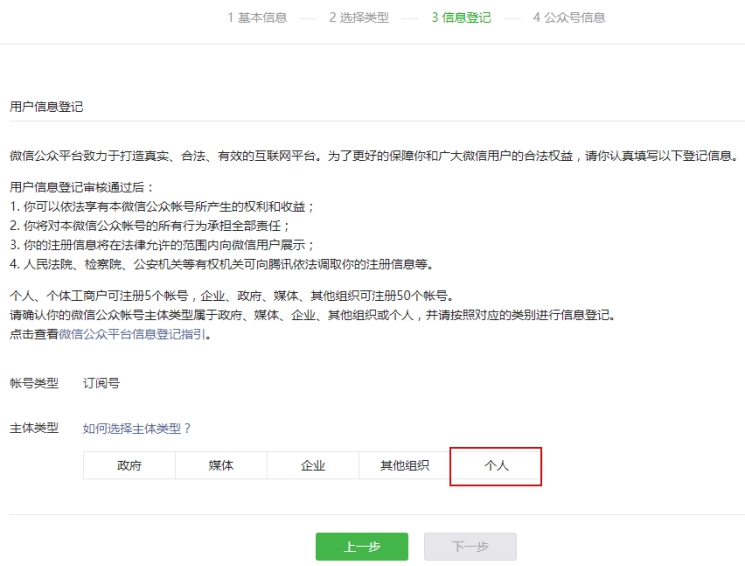 1 基本信息 2 选择类型 3 信息登记 4 公众号信息
用户信息登记
微信公众平台致力于打造真实、合法、有效的互联网平台。为了更好的保障你和广大微信用户的合法权益，请你认真填写以下登记信息。
用户信息登记审核通过后：
1. 你可以依法享有本微信公众帐号所产生的权利和收益；
2. 你将对本微信公众帐号的所有行为承担全部责任；
3. 你的注册信息将在法律允许的范围内向微信用户展示；
4. 人民法院、检察院、公安机关等有权机关可向腾讯依法调取你的注册信息等。
个人、个体工商户可注册5个帐号，企业、政府、媒体、其他组织可注册50个帐号。
请确认你的微信公众帐号主体类型属于政府、媒体、企业、其他组织或个人，并请按照对应的类别进行信息登记。
点击查看微信公众平台信息登记指引。
帐号类型 订阅号
主体类型 如何选择主体类型？
政府 媒体 企业 其他组织 个人
上一步 下一步